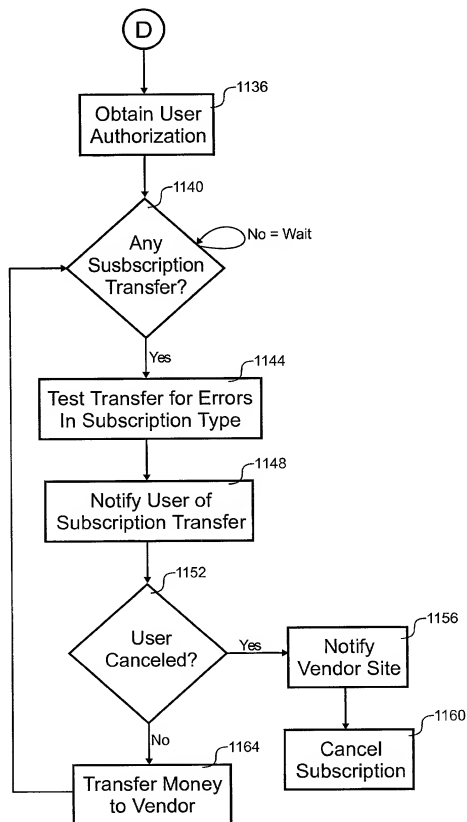 D
1136
Obtain User
Authorization
1140
No = Wait
Any
Susbscription
Transfer?
Yes
1144
Test Transfer for Errors
In Subscription Type
1148
Notify User of
Subscription Transfer
1152
User
Canceled?
Yes
1156
Notify
Vendor Site
1160
Cancel
Subscription
No
1164
Transfer Money
to Vendor